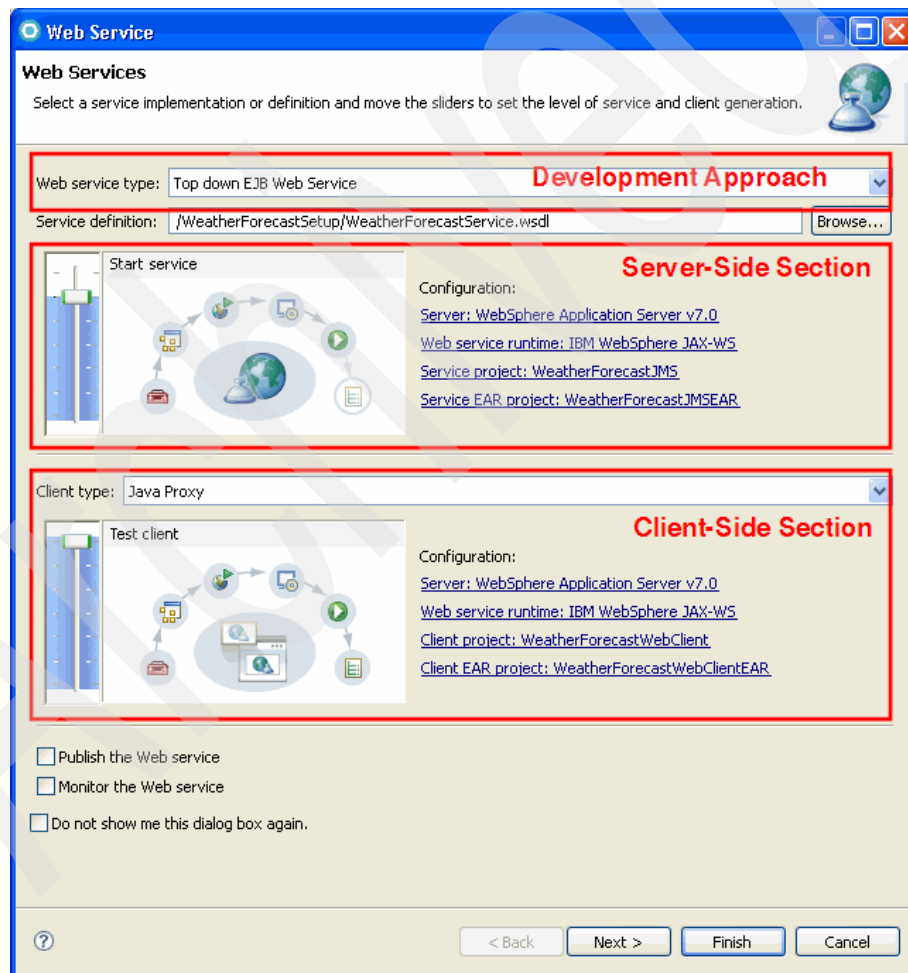 Web Service
Web Services
Select a service implementation or definition and move the sliders to set the level of service and client generation.
Web service type: Top down EJB Web Service
Development Approach
Service definition: /WeatherForecastSetup/WeatherForecastService.wsdl Browse...
Start service
Server-Side Section
Configuration:
Server: WebSphere Application Server v7.0
Web service runtime: IBM WebSphere JAX-WS
Service project: WeatherForecastJMS
Service EAR project: WeatherForecastJMSEAR
Client type: Java Proxy
Test client
Client-Side Section
Configuration:
Server: WebSphere Application Server v7.0
Web service runtime: IBM WebSphere JAX-WS
Client project: WeatherForecastWebClient
Client EAR project: WeatherForecastWebClientEAR
Publish the Web service
Monitor the Web service
Do not show me this dialog box again.
? < Back Next > Finish Cancel